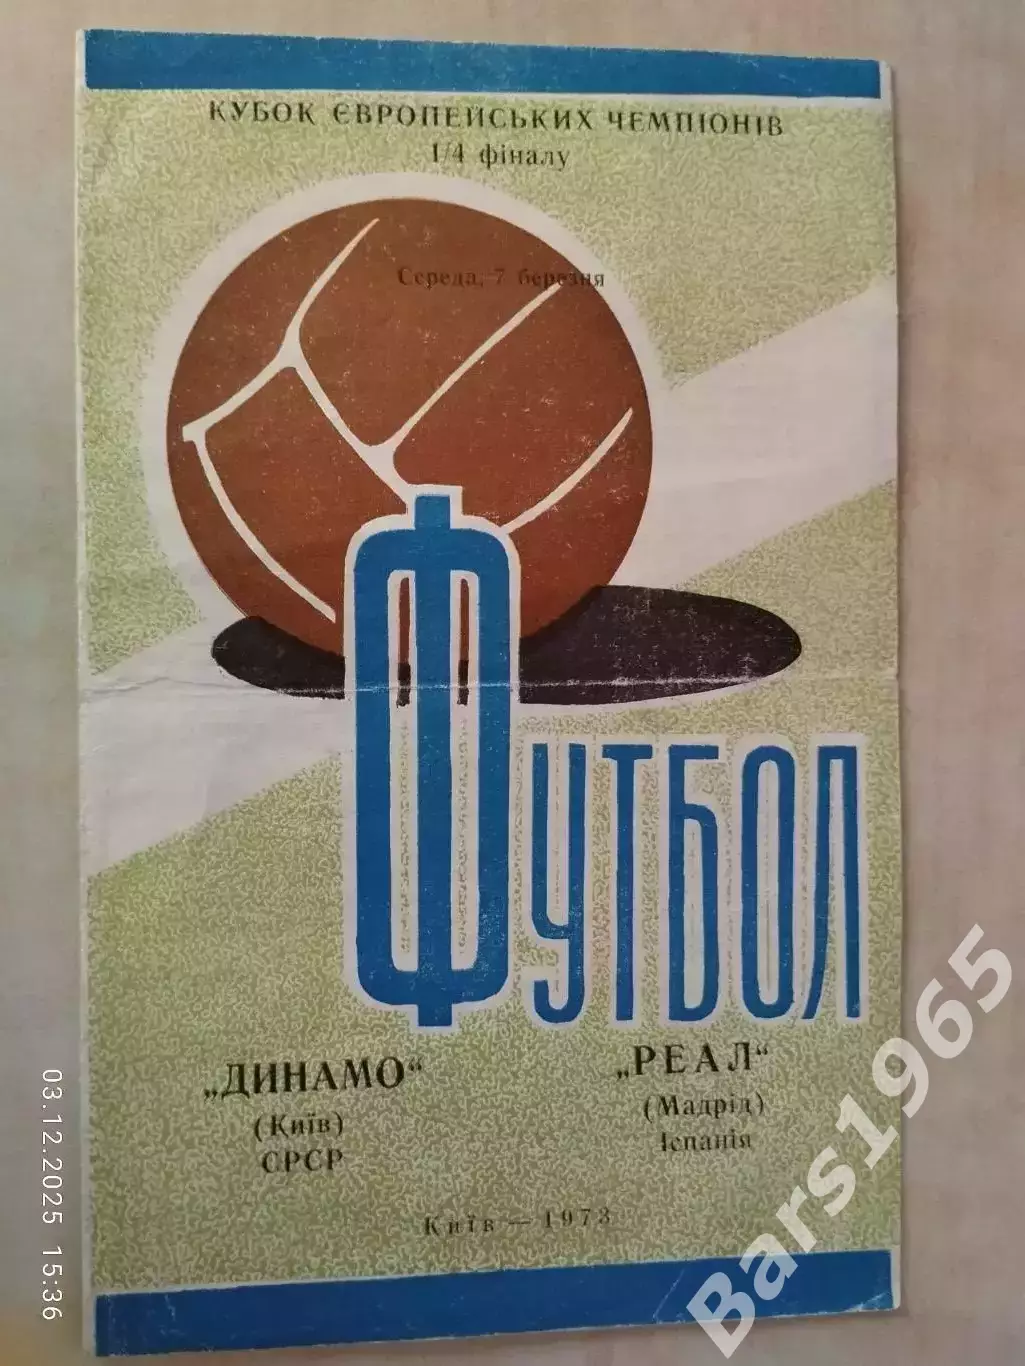 КУБОК ЄВРОПЕЙСЬКИХ ЧЕМПІОНІВ
1/4 фіналу
Середа, 7 березня
ФУТБОЛ
„ДИНАМО“
(Київ)
СРСР
„РЕАЛ“
(Мадрід)
Іспанія
Київ — 1973
03.12.2025 15:36
Bars1965